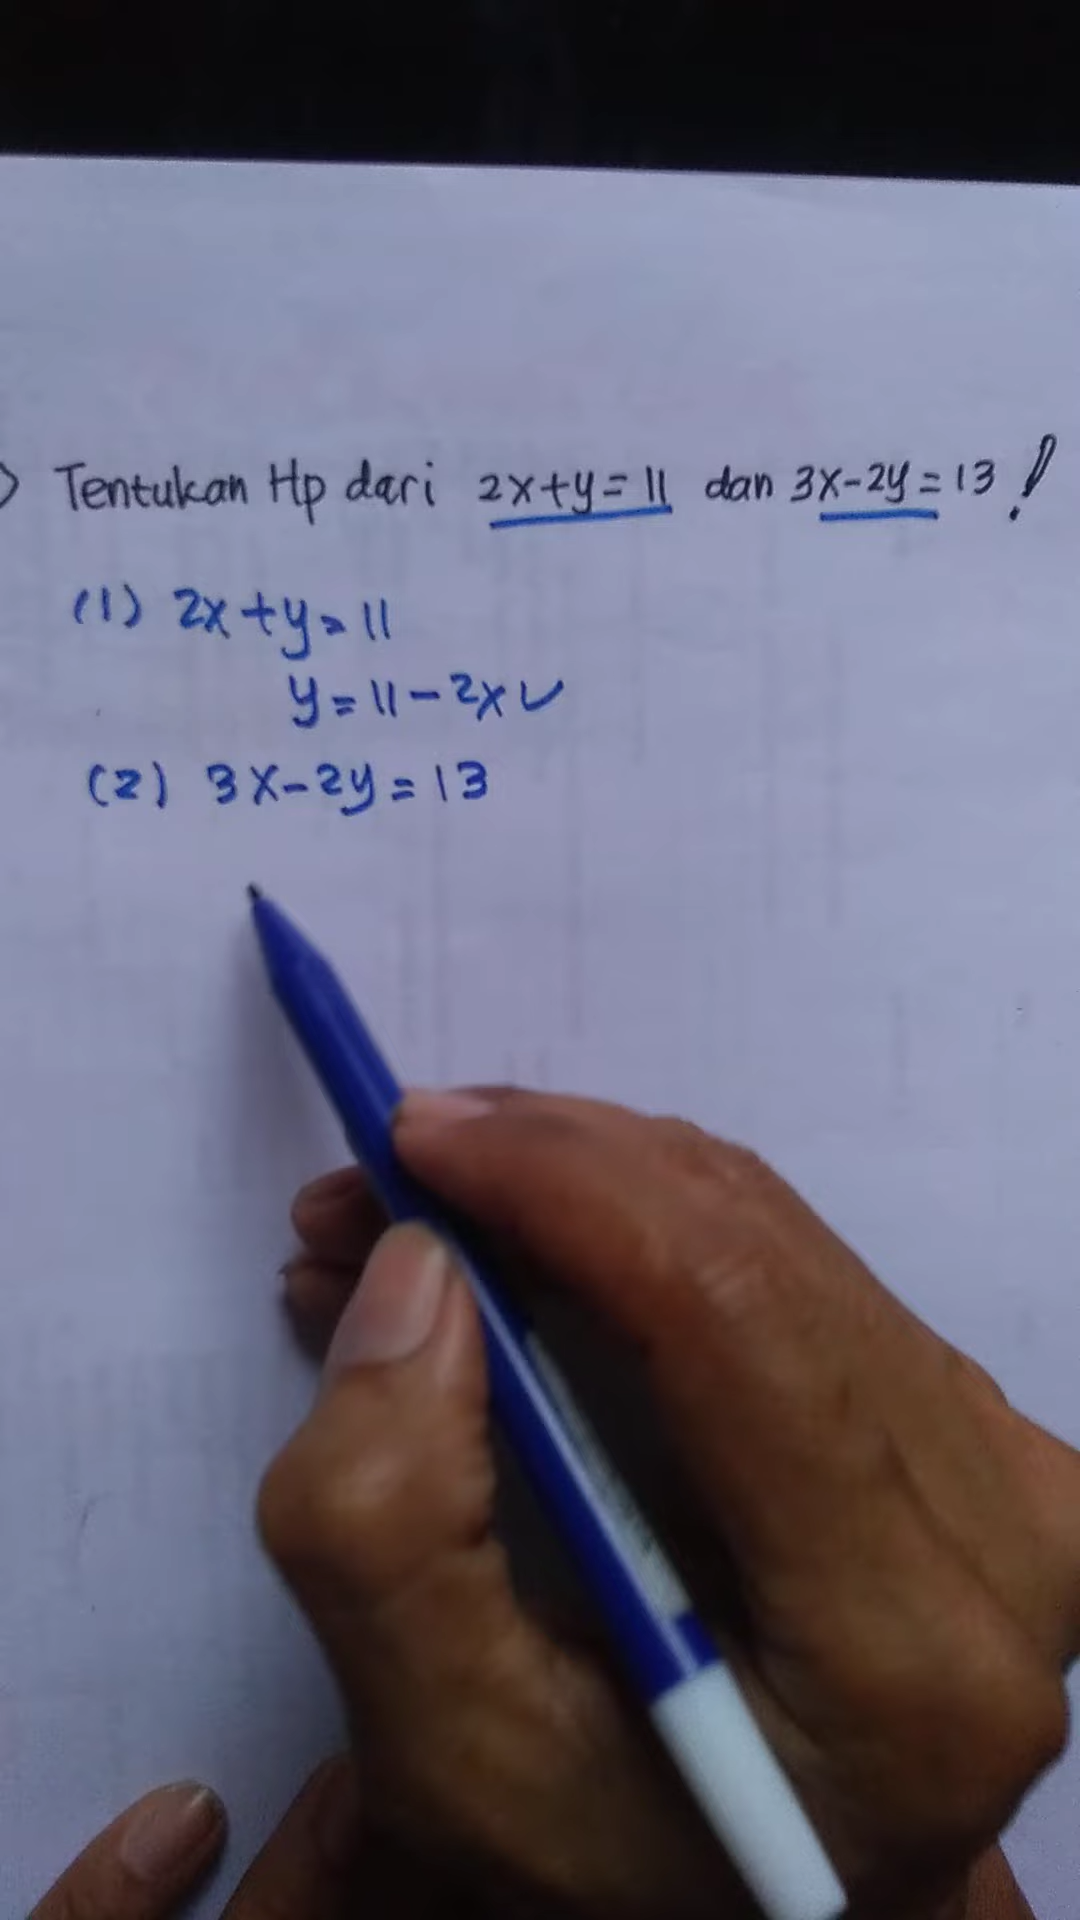 ) Tentukan Hp dari 2x+y=11 dan 3x-2y=13!
(1) 2x+y=11
y=11-2x✓
(2) 3x-2y=13